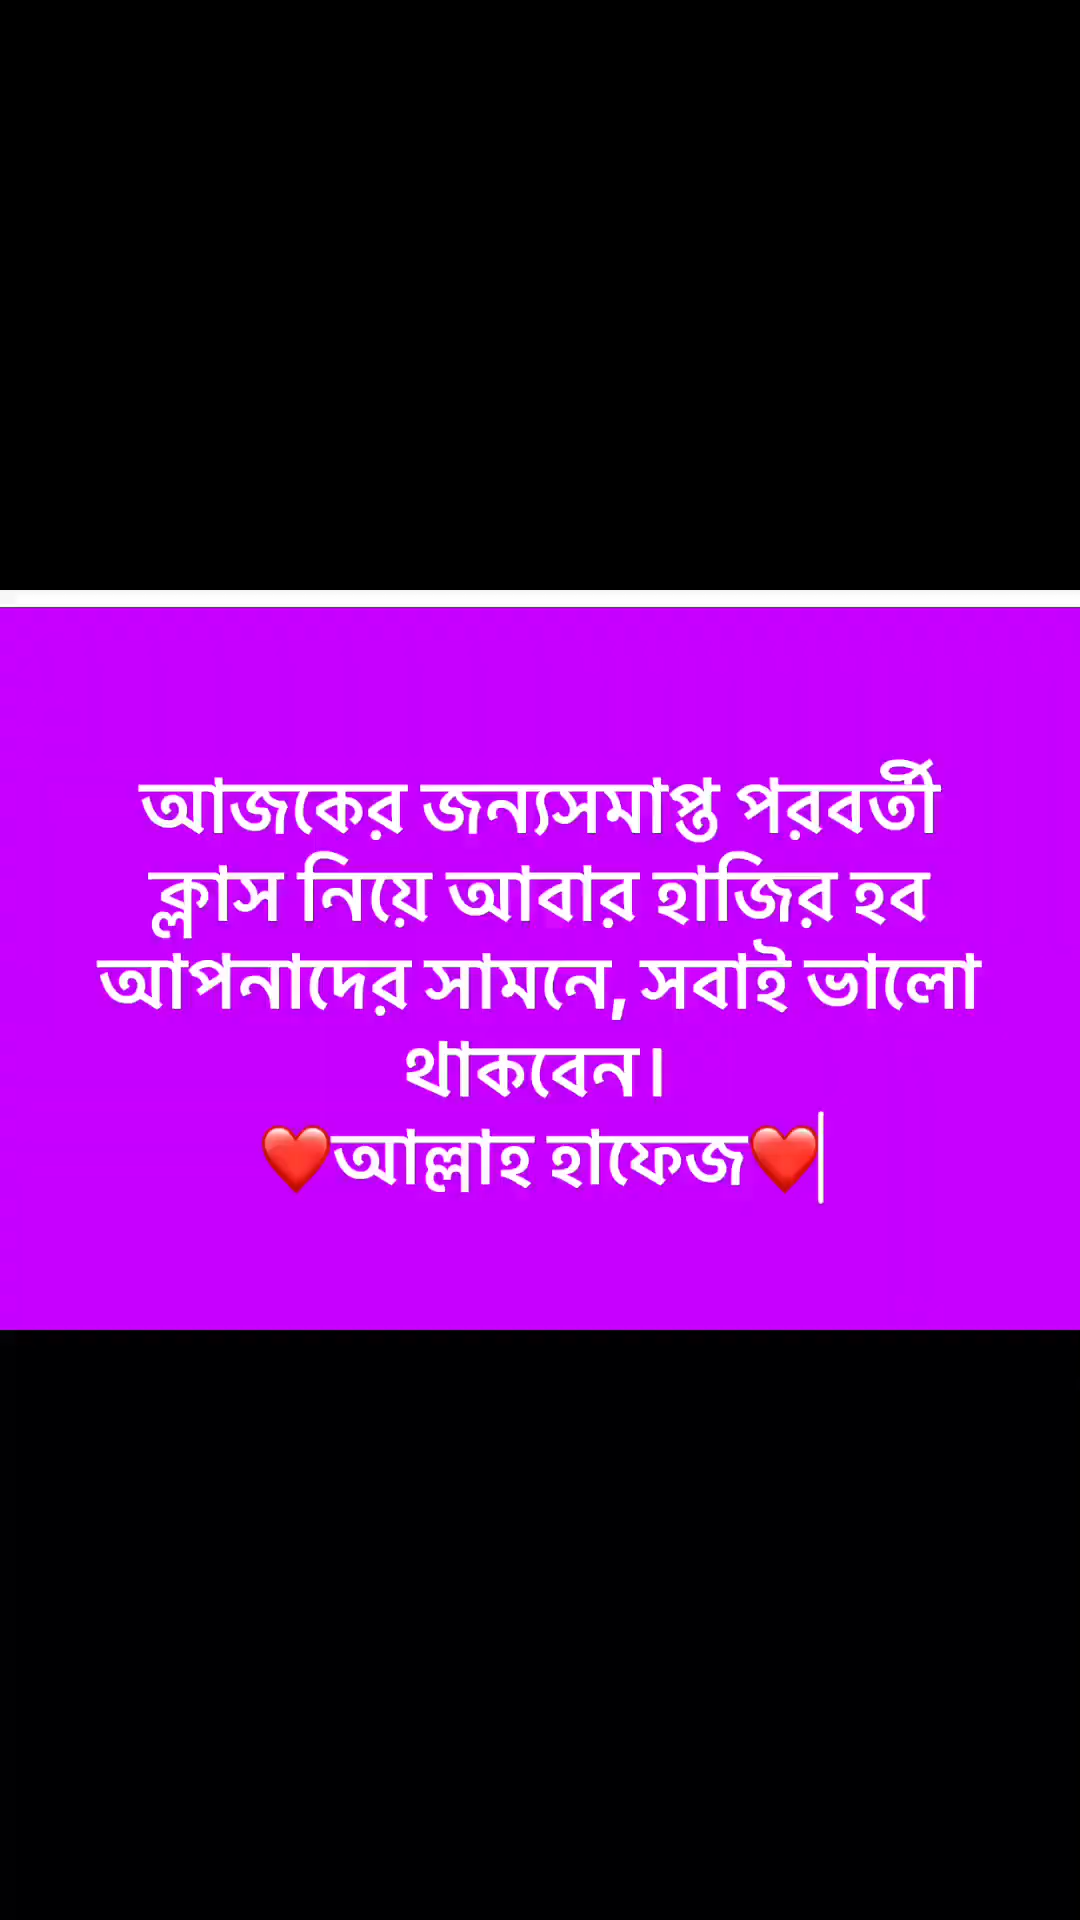 আজকের জন্যসমাপ্ত পরবর্তী
ক্লাস নিয়ে আবার হাজির হব
আপনাদের সামনে, সবাই ভালো
থাকবেন।
❤️আল্লাহ হাফেজ❤️